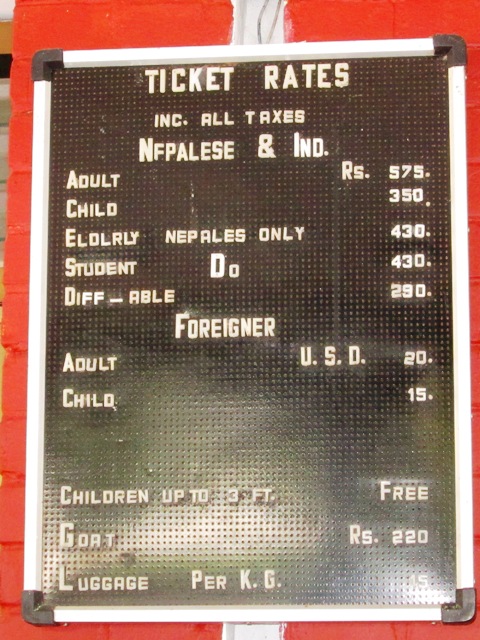 TICKET RATES
INC. ALL TAXES
NFPALESE & IND.
ADULT RS. 575.
CHILD 350.
ELDLRLY NEPALES ONLY 430.
STUDENT DO 430.
DIFF-ABLE 290.
FOREIGNER
ADULT U.S.D. 20.
CHILD 15.
CHILDREN UP TO 3 FT. FREE
GOAT RS. 220
LUGGAGE PER K.G. 15